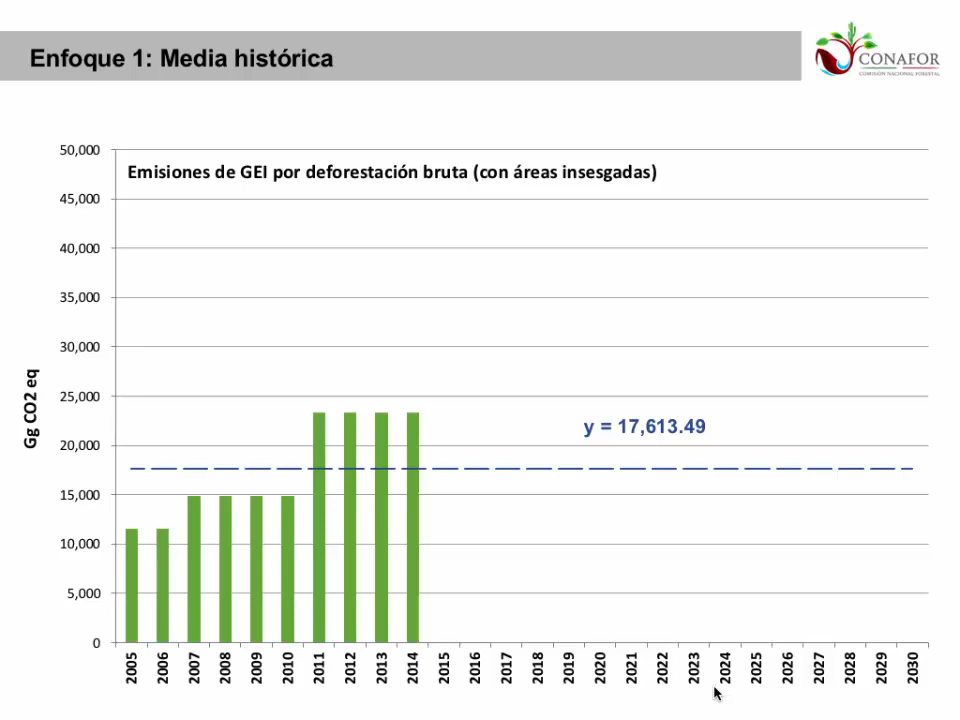 Enfoque 1: Media histórica
CONAFOR
COMISIÓN NACIONAL FORESTAL
Emisiones de GEI por deforestación bruta (con áreas insesgadas)
50,000
45,000
40,000
35,000
30,000
25,000
20,000
15,000
10,000
5,000
0
Gg CO2 eq
y = 17,613.49
2005 2006 2007 2008 2009 2010 2011 2012 2013 2014 2015 2016 2017 2018 2019 2020 2021 2022 2023 2024 2025 2026 2027 2028 2029 2030